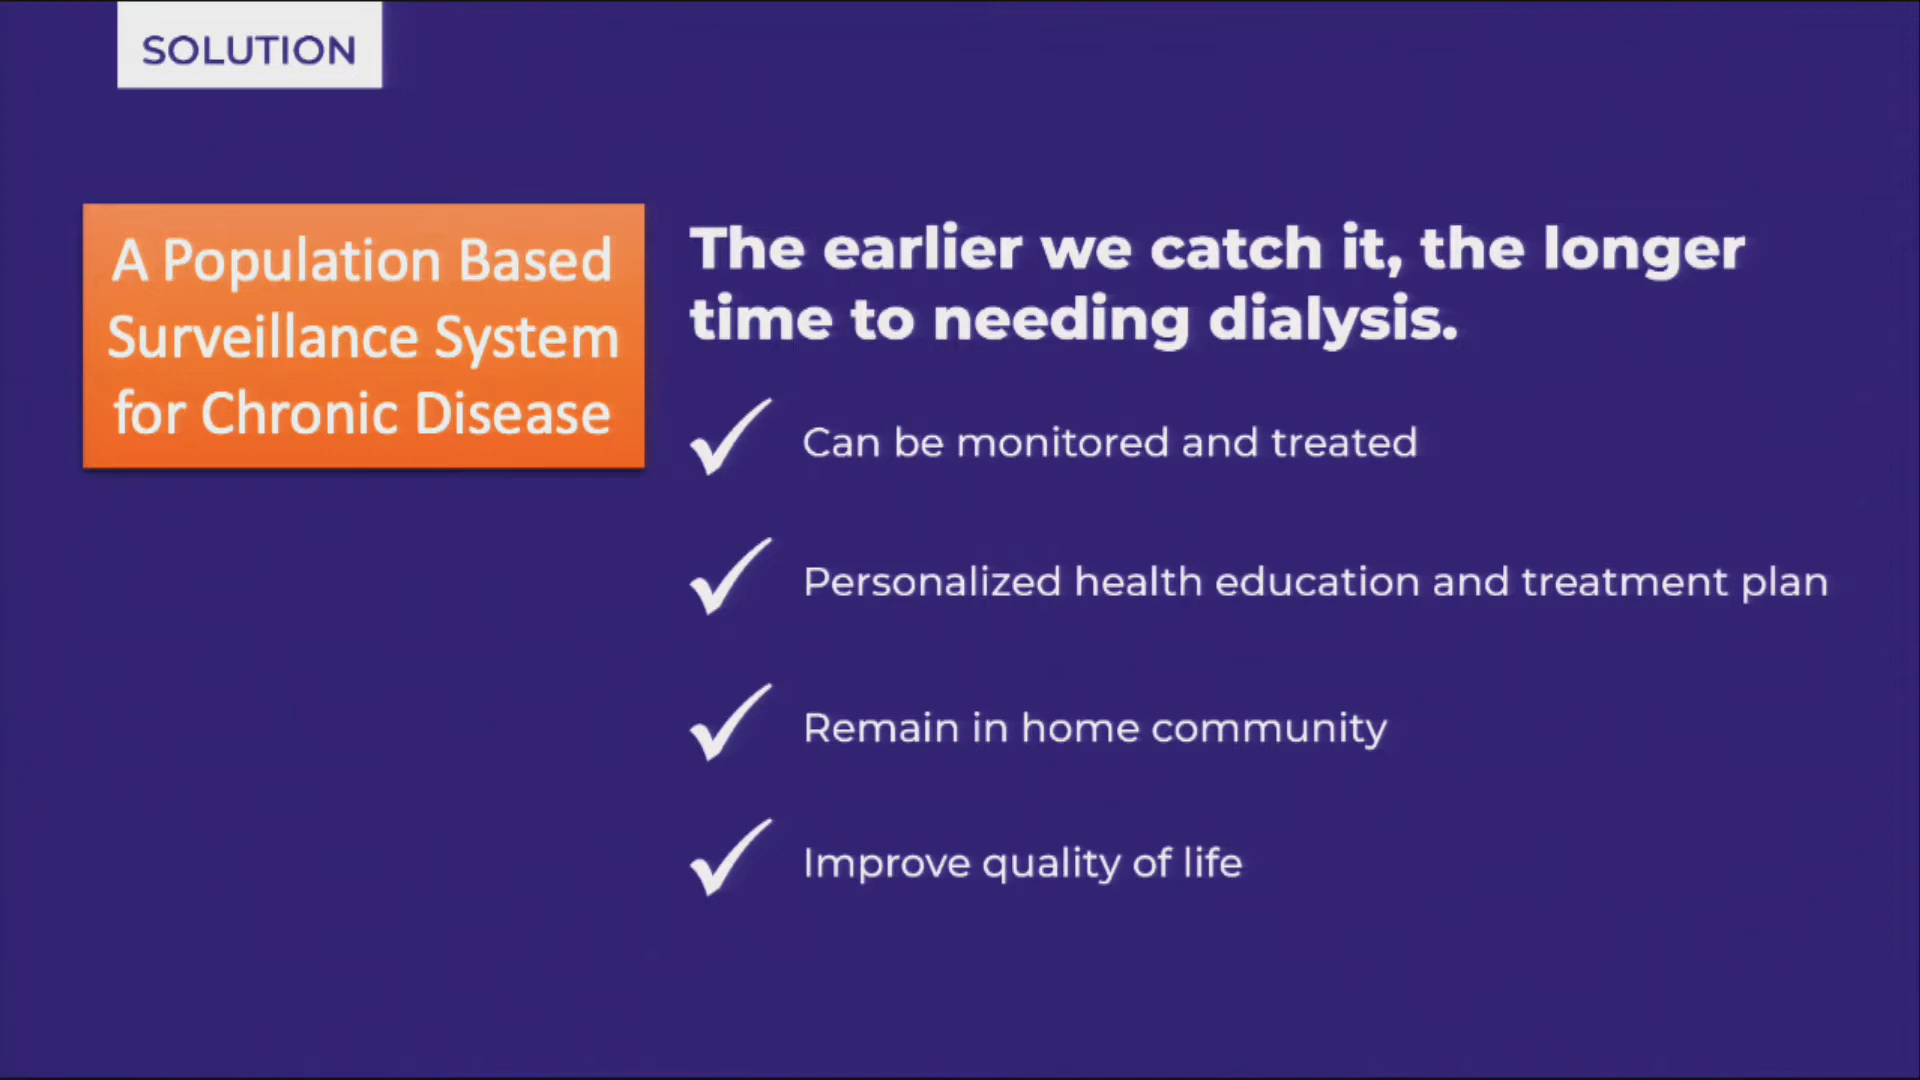 SOLUTION
A Population Based
Surveillance System
for Chronic Disease
The earlier we catch it, the longer
time to needing dialysis.
Can be monitored and treated
Personalized health education and treatment plan
Remain in home community
Improve quality of life